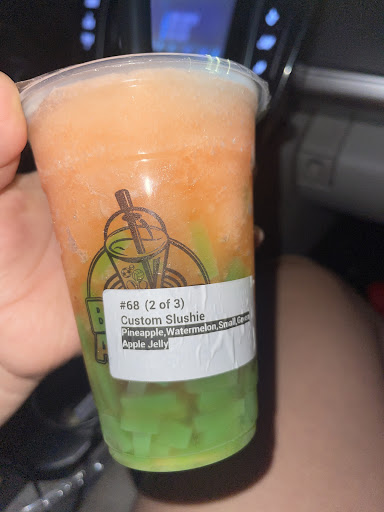 #68 (2 of 3)
Custom Slushie
Pineapple,Watermelon,Small,Green
Apple Jelly